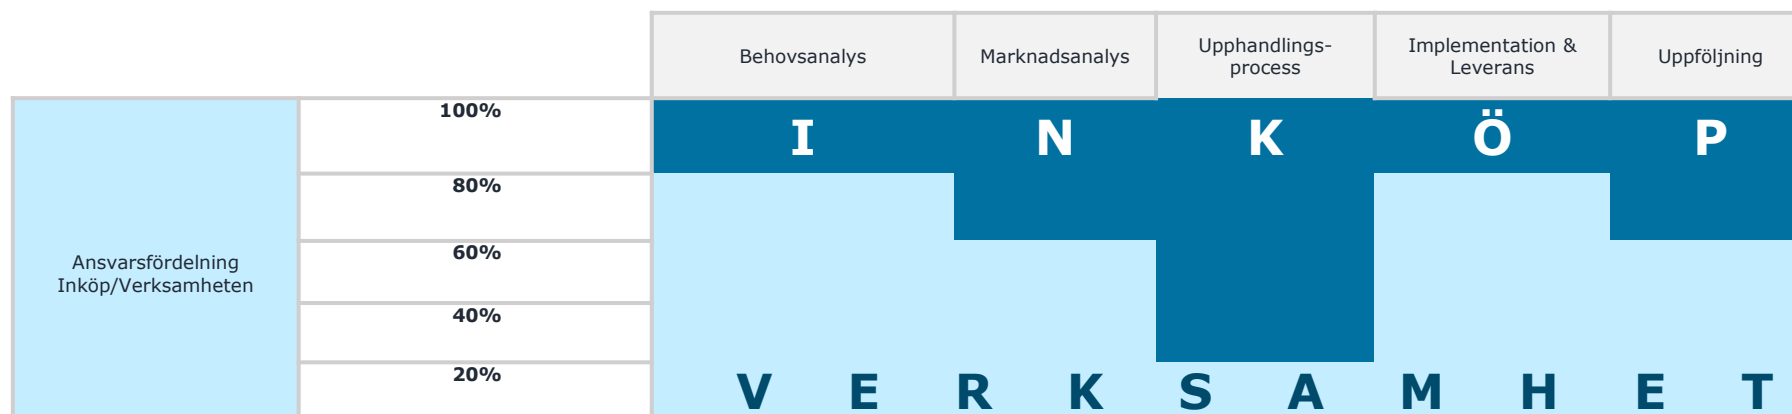 Behovsanalys
Marknadsanalys
Upphandlings-
process
Implementation &
Leverans
Uppföljning
Ansvarsfördelning
Inköp/Verksamheten
100%
I N K Ö P
80%
60%
40%
20%
V E R K S A M H E T